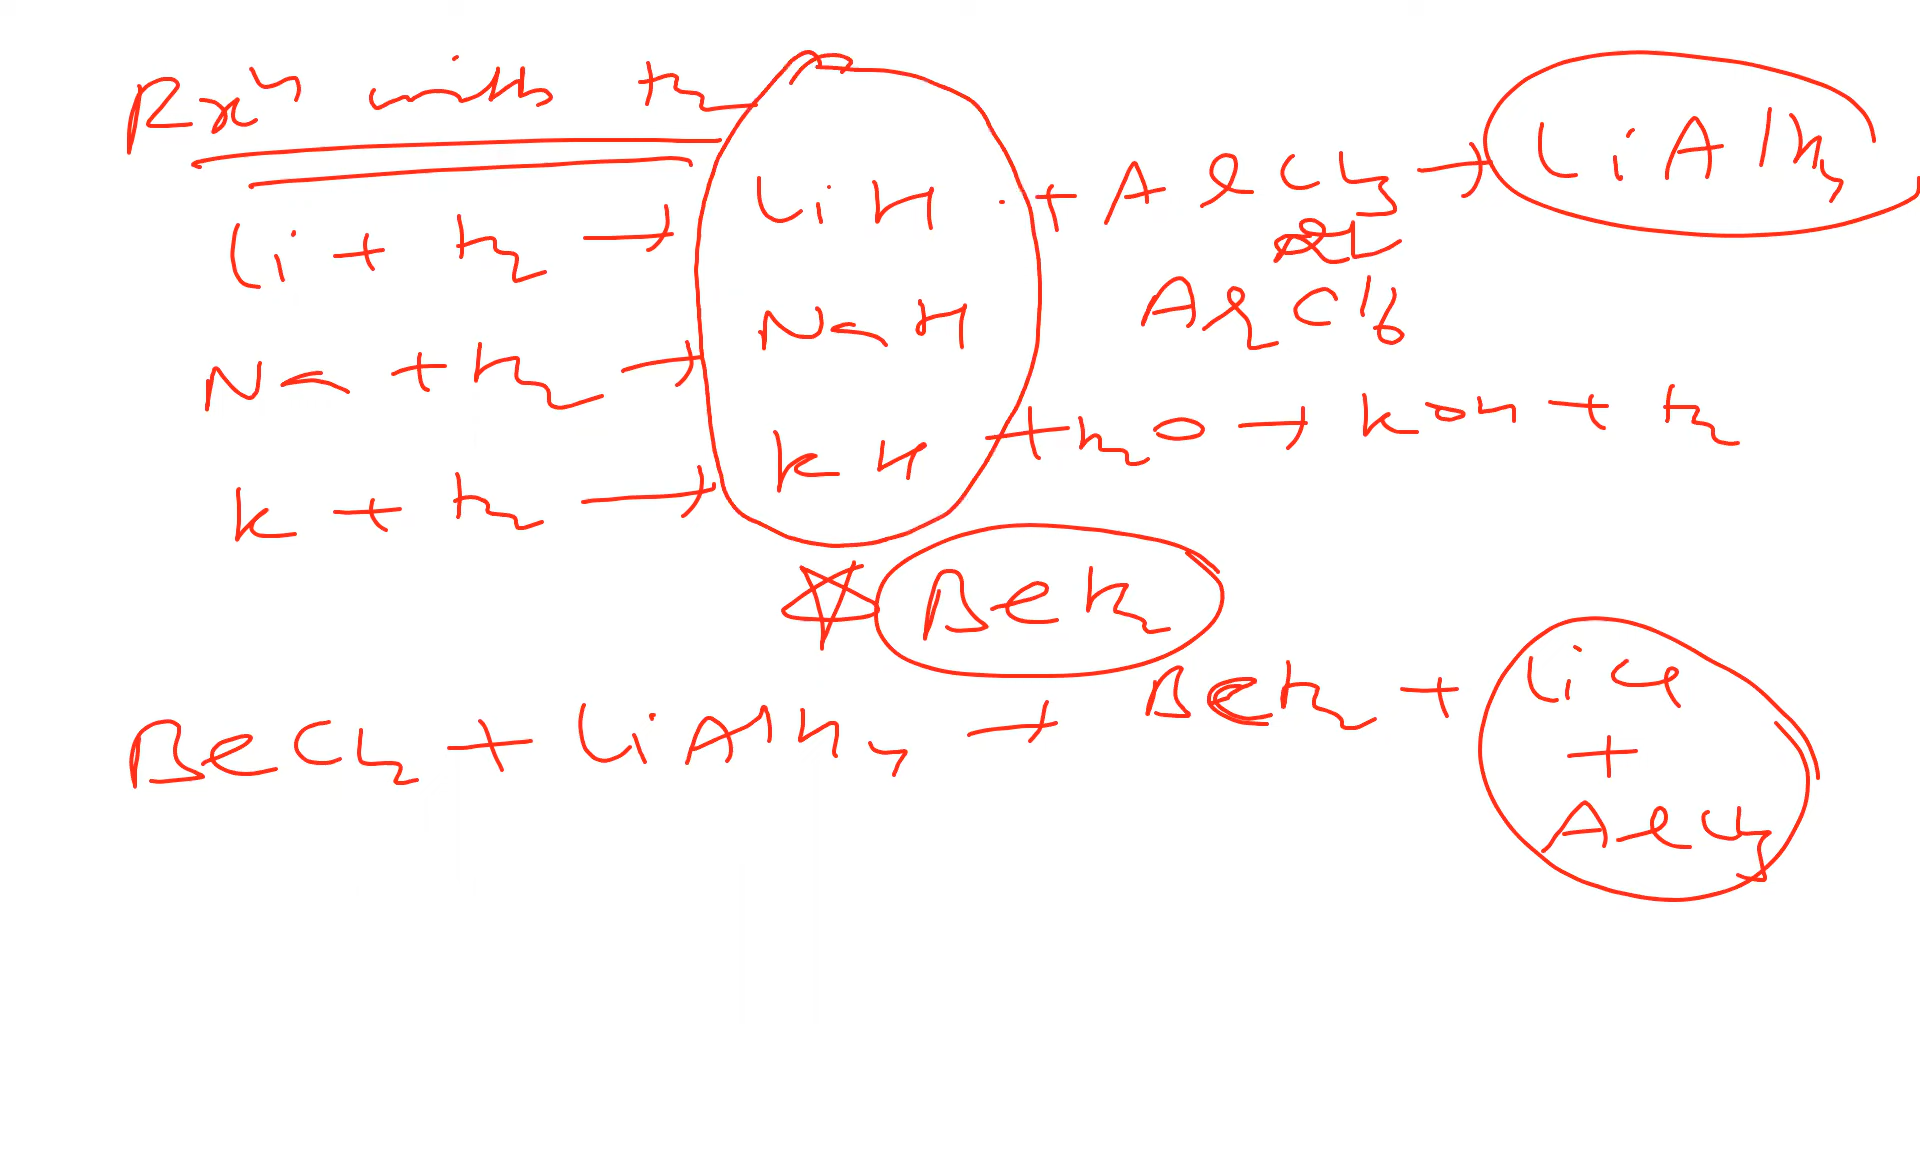 Rxⁿ with H₂
Li + H₂ → LiH + AlCl₃ → LiAlH₄
Al₂Cl₆
Na + H₂ → NaH
K + H₂ → KH + H₂O → KOH + H₂
BeH₂
BeCl₂ + LiAlH₄ → BeH₂ + LiCl
+
AlCl₃